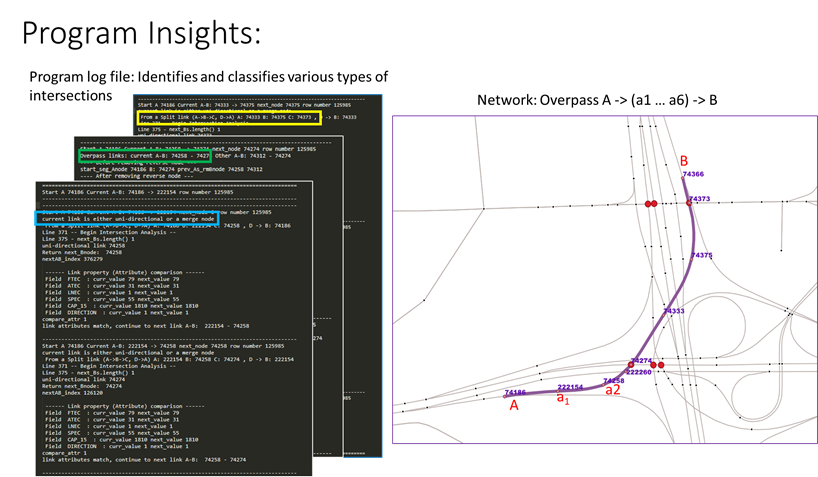 Program Insights:
Program log file: Identifies and classifies various types of
intersections
Start A 74186 Current A-B: 74333 -> 74375 next_node 74375 row number 125985
From a Split link (A->B->C, D->A) A: 74333 B: 74375 C: 74373 , D -> B: 74333
Line 375 - next_Bs.length() 1
next_node 74274 row number 125985
Overpass links: current A-B: 74258 - 7427 Other A-B: 74312 - 74274
start_seg_Anode 74186 B: 74274 prev_As_rmBnode 74258 74312
---- After removing reverse node ---
Start A 74186 Current A-B: 74186 -> 222154 row number 125985
row number 125985
current link is either uni-directional or a merge node
Line 371 -- Begin Intersection Analysis --
Line 375 - next_Bs.length() 1
uni-directional link 74258
Return next_Bnode: 74258
nextAB_index 376279
------ Link property (Attribute) comparison ------
Field FTEC : curr_value 79 next_value 79
Field ATEC : curr_value 31 next_value 31
Field LNEC : curr_value 1 next_value 1
Field SPEC : curr_value 55 next_value 55
Field CAP_15 : curr_value 1810 next_value 1810
Field DIRECTION : curr_value 1 next_value 1
compare_attr 1
link attributes match, continue to next link A-B: 222154 - 74258
Start A 74186 Current A-B: 222154 -> 74258 next_node 74258 row number 125985
current link is either uni-directional or a merge node
From a Split link (A->B->C, D->A) A: 222154 B: 74258 C: 74274 , D -> B: 222154
Line 371 -- Begin Intersection Analysis --
Line 375 - next_Bs.length() 1
uni-directional link 74274
Return next_Bnode: 74274
nextAB_index 126120
------ Link property (Attribute) comparison ------
Field FTEC : curr_value 79 next_value 79
Field ATEC : curr_value 31 next_value 31
Field LNEC : curr_value 1 next_value 1
Field SPEC : curr_value 55 next_value 55
Field CAP_15 : curr_value 1810 next_value 1810
Field DIRECTION : curr_value 1 next_value 1
compare_attr 1
link attributes match, continue to next link A-B: 74258 - 74274
Network: Overpass A -> (a1 ... a6) -> B
B
74366
74373
74375
74333
74274
222260
74258
222154
74186
A
a1
a2